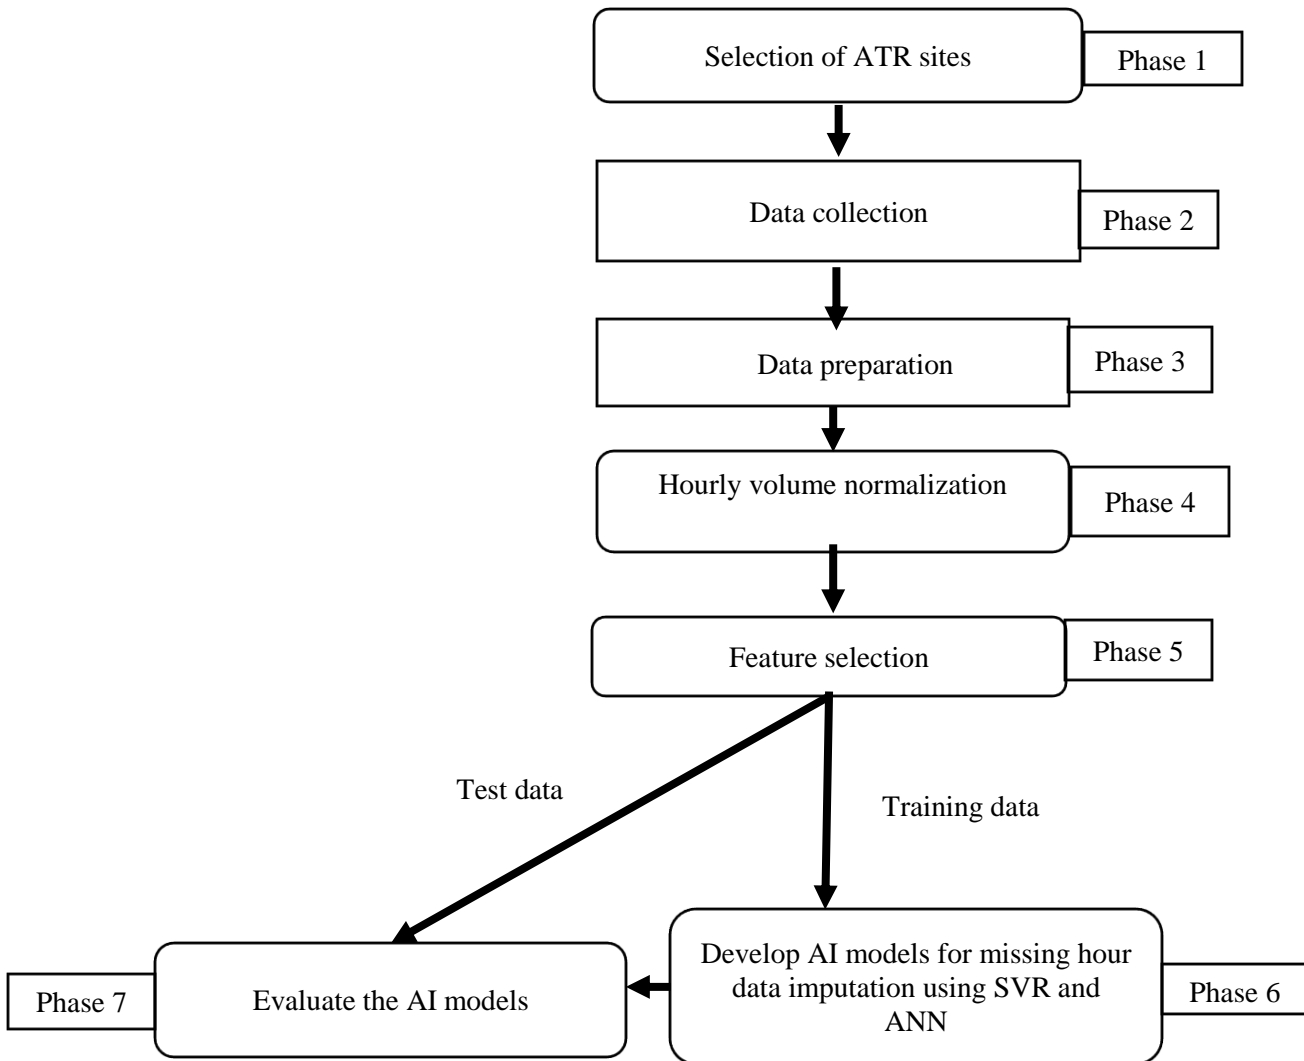 Selection of ATR sites
Phase 1
Data collection
Phase 2
Data preparation
Phase 3
Hourly volume normalization
Phase 4
Feature selection
Phase 5
Test data
Training data
Develop AI models for missing hour
data imputation using SVR and
ANN
Phase 6
Evaluate the AI models
Phase 7